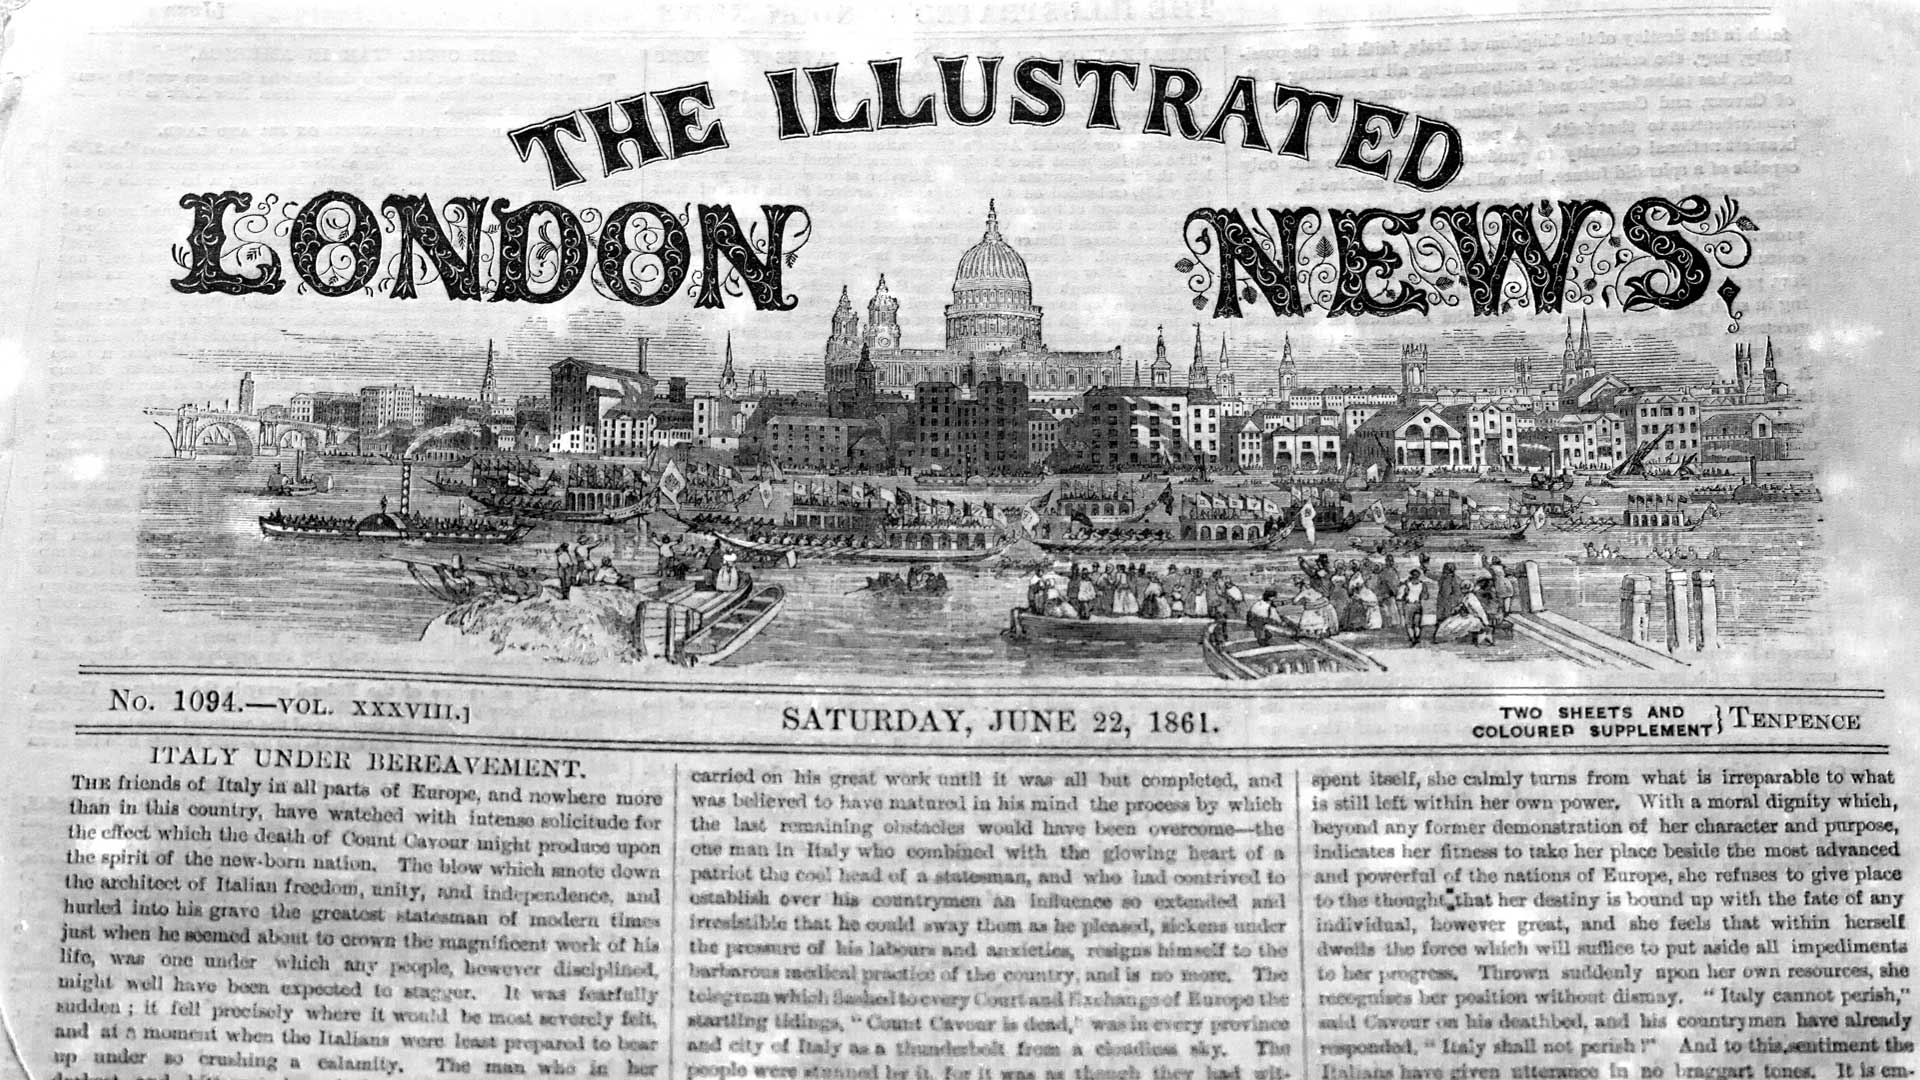 THE ILLUSTRATED
LONDON NEWS.
No. 1094.—VOL. XXXVIII.]
SATURDAY, JUNE 22, 1861.
TWO SHEETS AND
COLOURED SUPPLEMENT } TENPENCE
ITALY UNDER BEREAVEMENT.
THE friends of Italy in all parts of Europe, and nowhere more
than in this country, have watched with intense solicitude for
the effect which the death of Count Cavour might produce upon
the spirit of the new-born nation. The blow which smote down
the architect of Italian freedom, unity, and independence, and
hurled into his grave the greatest statesman of modern times
just when he seemed about to crown the magnificent work of his
life, was one under which any people, however disciplined,
might well have been expected to stagger. It was fearfully
sudden; it fell precisely where it would be most severely felt,
and at a moment when the Italians were least prepared to bear
up under so crushing a calamity. The man who in her
carried on his great work until it was all but completed, and
was believed to have matured in his mind the process by which
the last remaining obstacles would have been overcome—the
one man in Italy who combined with the glowing heart of a
patriot the cool head of a statesman, and who had contrived to
establish over his countrymen an influence so extended and
irresistible that he could sway them as he pleased, sickens under
the pressure of his labours and anxieties, resigns himself to the
barbarous medical practice of the country, and is no more. The
telegram which flashed to every Court and Exchange of Europe the
startling tidings, "Count Cavour is dead," was in every province
and city of Italy as a thunderbolt from a cloudless sky. The
people were stunned by it, for it was as though they had wit-
spent itself, she calmly turns from what is irreparable to what
is still left within her own power. With a moral dignity which,
beyond any former demonstration of her character and purpose,
indicates her fitness to take her place beside the most advanced
and powerful of the nations of Europe, she refuses to give place
to the thought that her destiny is bound up with the fate of any
individual, however great, and she feels that within herself
dwells the force which will suffice to put aside all impediments
to her progress. Thrown suddenly upon her own resources, she
recognises her position without dismay. "Italy cannot perish,"
said Cavour on his deathbed, and his countrymen have already
responded, "Italy shall not perish!" And to this sentiment the
Italians have given utterance in no braggart tones. It is em-